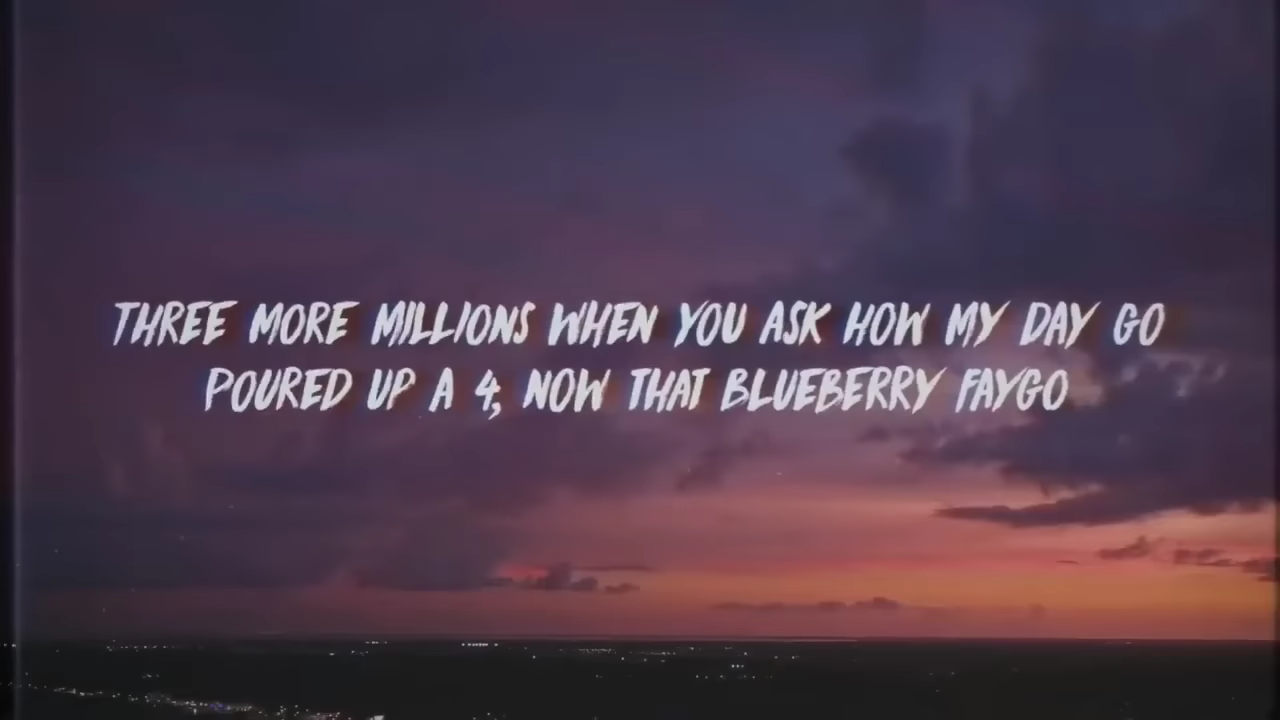 THREE MORE MILLIONS WHEN YOU ASK HOW MY DAY GO
POURED UP A 4, NOW THAT BLUEBERRY FAYGO